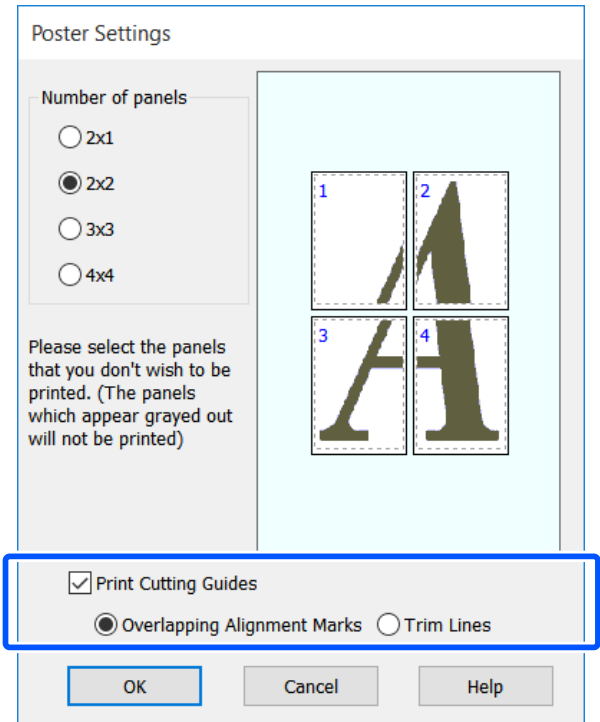 Poster Settings
Number of panels
2x1
2x2
3x3
4x4
1
2
3
4
Please select the panels
that you don't wish to be
printed. (The panels
which appear grayed out
will not be printed)
Print Cutting Guides
Overlapping Alignment Marks Trim Lines
OK Cancel Help